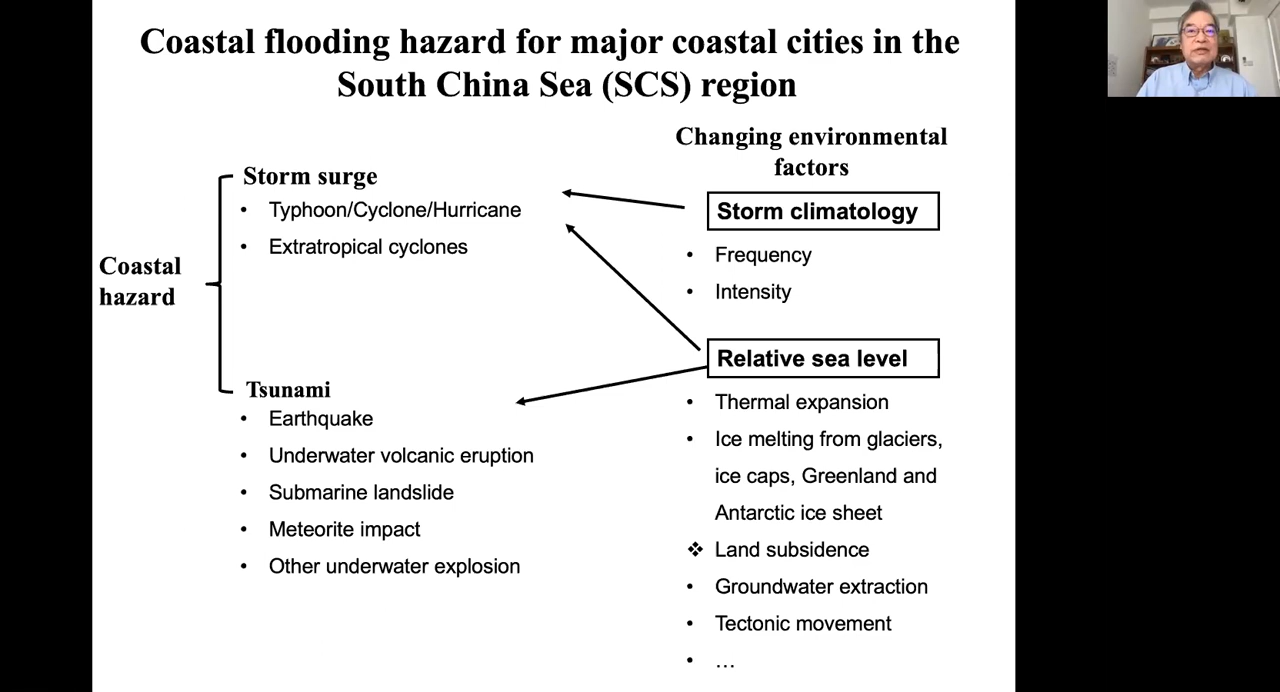 Coastal flooding hazard for major coastal cities in the
South China Sea (SCS) region
Coastal
hazard
Storm surge
• Typhoon/Cyclone/Hurricane
• Extratropical cyclones
Tsunami
• Earthquake
• Underwater volcanic eruption
• Submarine landslide
• Meteorite impact
• Other underwater explosion
Changing environmental
factors
Storm climatology
• Frequency
• Intensity
Relative sea level
• Thermal expansion
• Ice melting from glaciers,
ice caps, Greenland and
Antarctic ice sheet
❖ Land subsidence
• Groundwater extraction
• Tectonic movement
• …